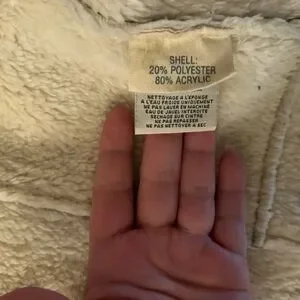 SHELL:
20% POLYESTER
80% ACRYLIC
NETTOYAGE A L'EPONGE
A L'EAU FROIDE UNIQUEMENT
NE PAS LAVER EN MACHINE
EAU DE JAVEL INTERDITE
SECHAGE SUR CINTRE
NE PAS REPASSER
NE PAS NETTOYER A SEC